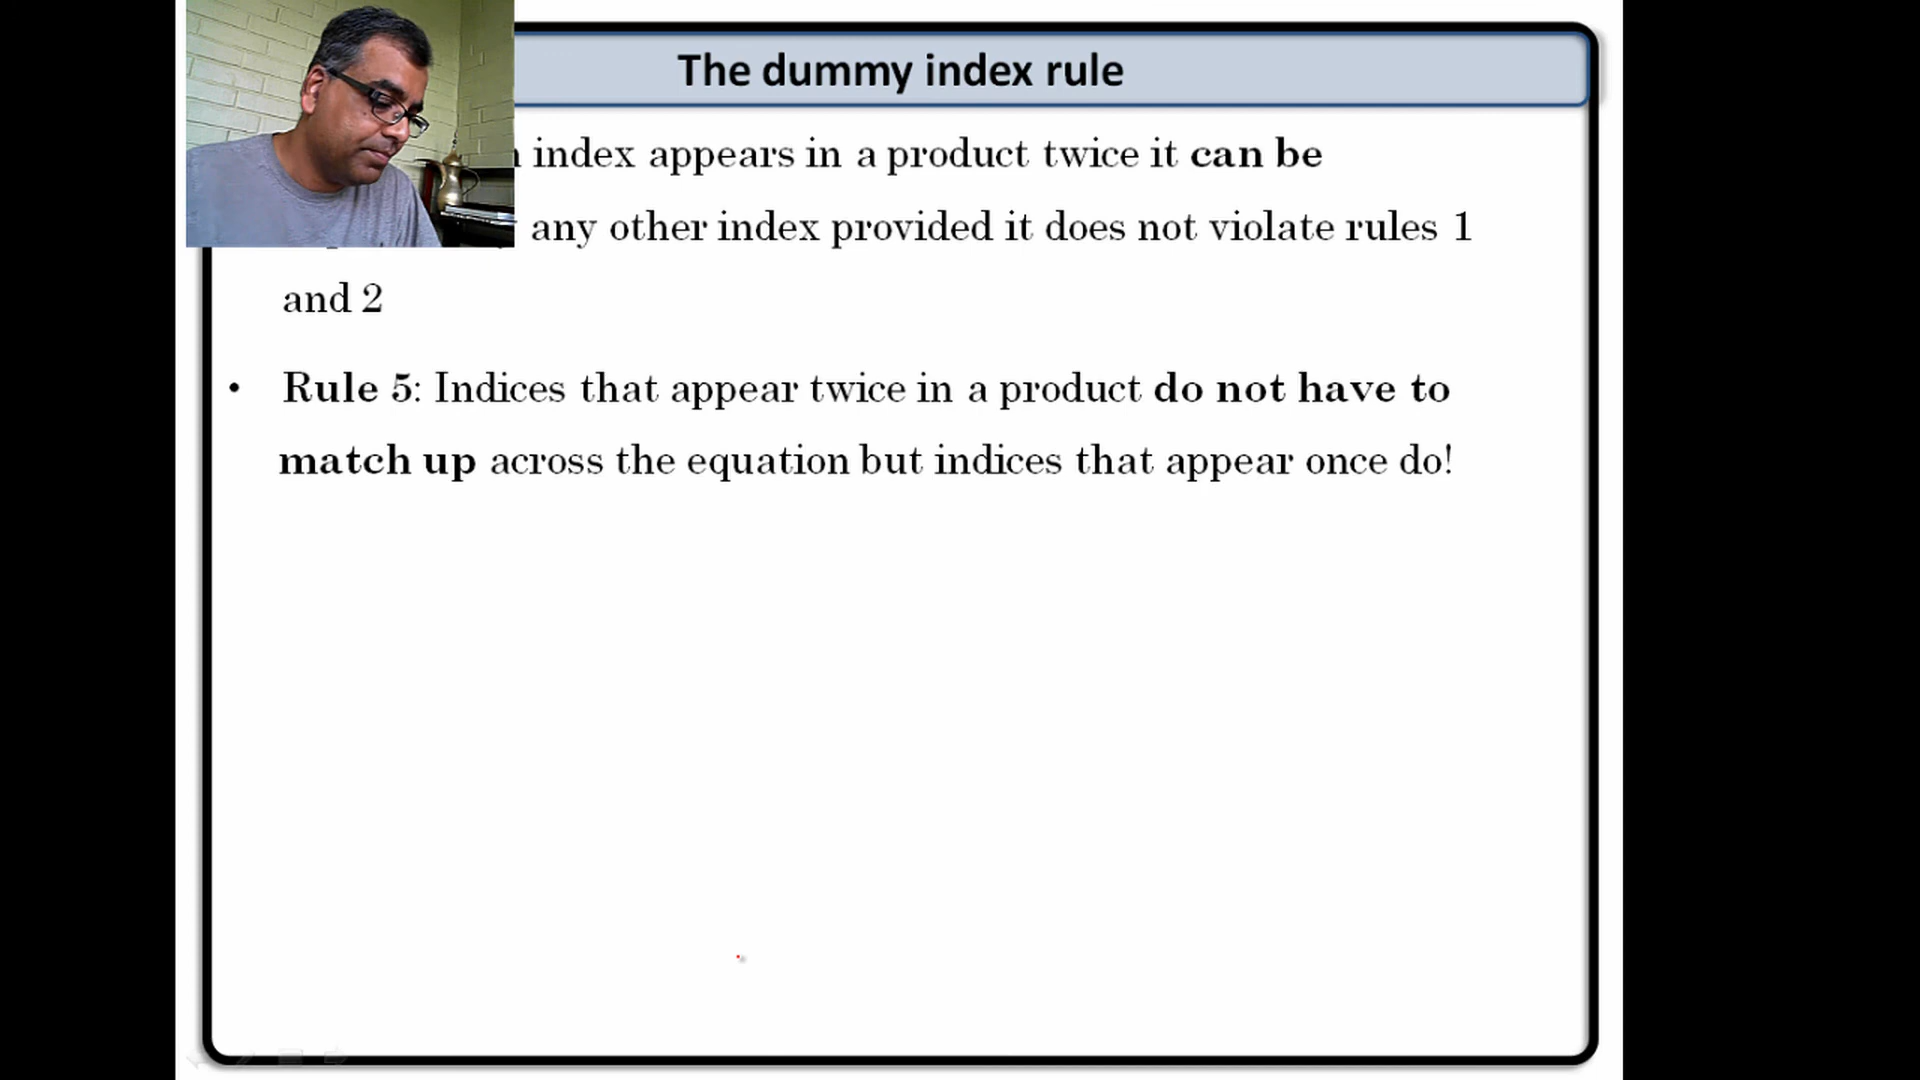 The dummy index rule
index appears in a product twice it can be
any other index provided it does not violate rules 1
and 2
• Rule 5: Indices that appear twice in a product do not have to
match up across the equation but indices that appear once do!